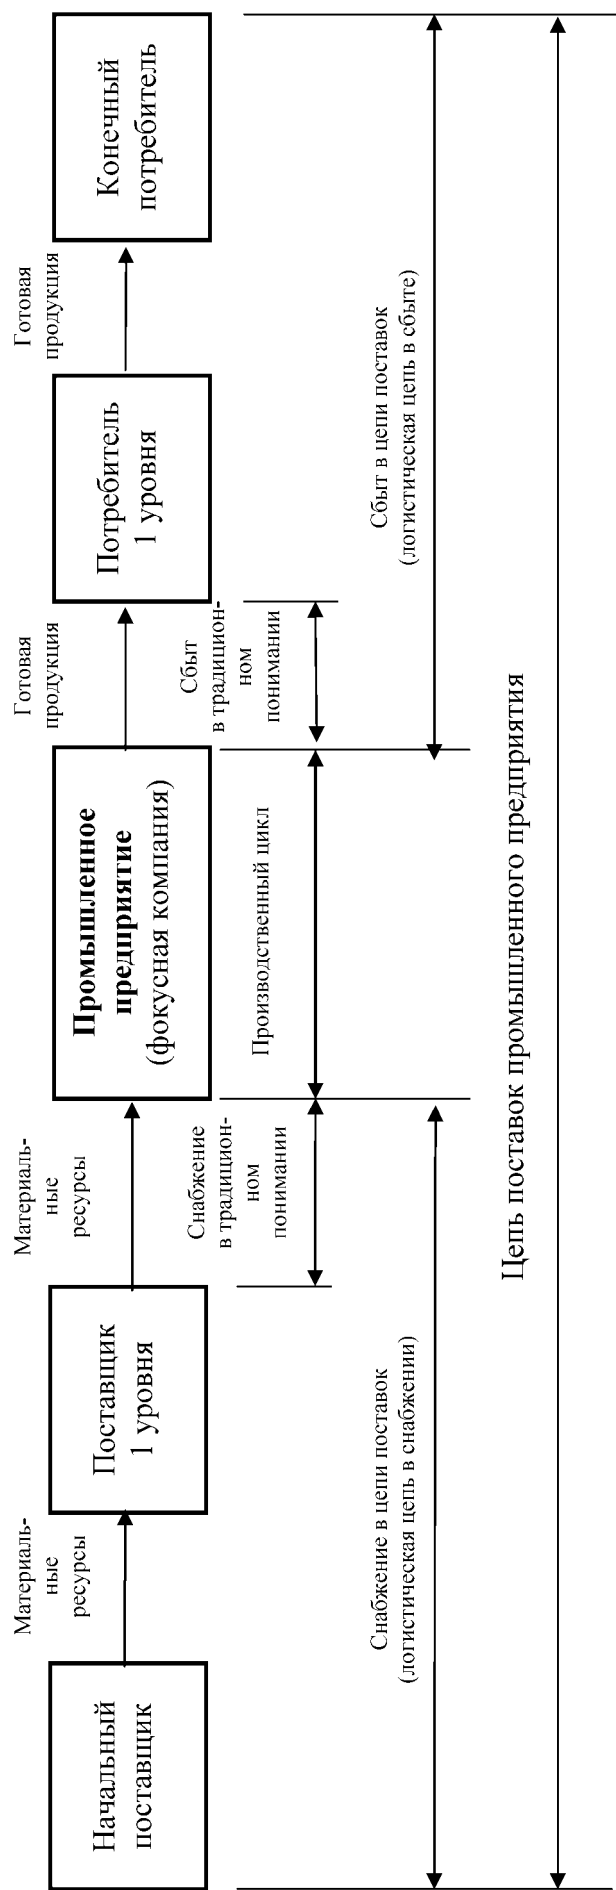 Материаль-
ные
ресурсы
Материаль-
ные
ресурсы
Готовая
продукция
Готовая
продукция
Начальный
поставщик
Поставщик
1 уровня
Промышленное
предприятие
(фокусная компания)
Потребитель
1 уровня
Конечный
потребитель
Снабжение
в традицион-
ном
понимании
Производственный цикл
Сбыт
в традицион-
ном
понимании
Снабжение в цепи поставок
(логистическая цепь в снабжении)
Сбыт в цепи поставок
(логистическая цепь в сбыте)
Цепь поставок промышленного предприятия